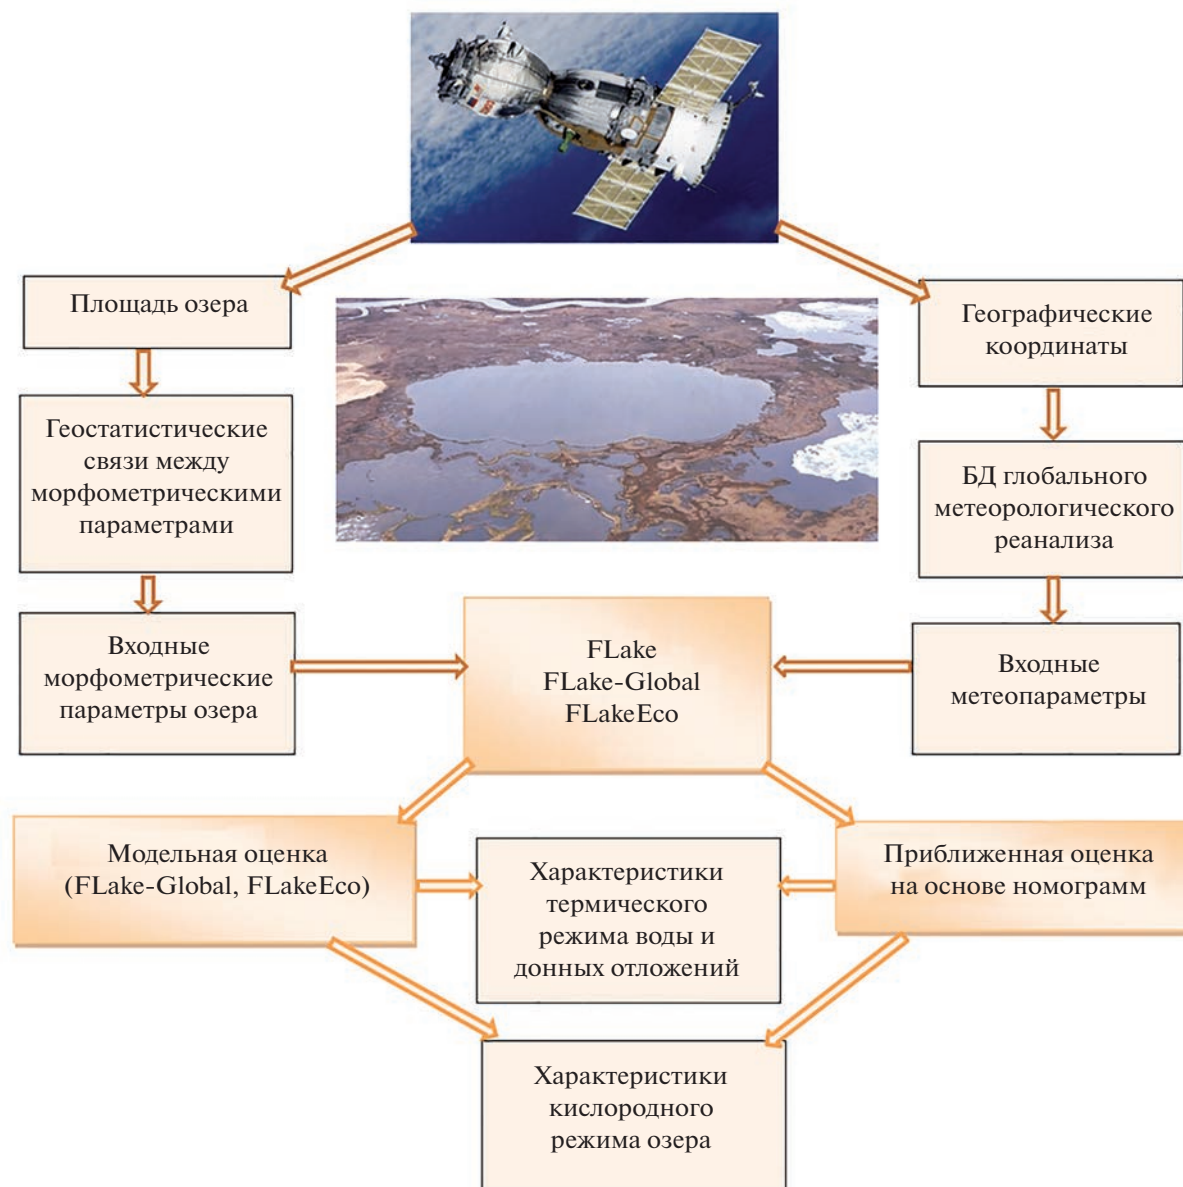 Площадь озера
Географические
координаты
Геостатистические
связи между
морфометрическими
параметрами
БД глобального
метеорологического
реанализа
Входные
морфометрические
параметры озера
FLake
FLake-Global
FLakeEco
Входные
метеопараметры
Модельная оценка
(FLake-Global, FLakeEco)
Характеристики
термического
режима воды и
донных отложений
Приближенная оценка
на основе номограмм
Характеристики
кислородного
режима озера